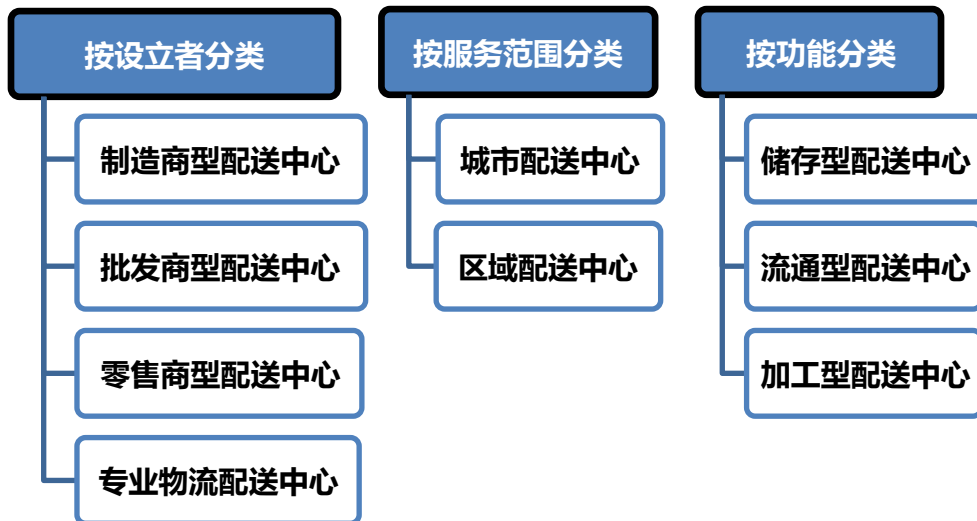 按设立者分类
制造商型配送中心
批发商型配送中心
零售商型配送中心
专业物流配送中心
按服务范围分类
城市配送中心
区域配送中心
按功能分类
储存型配送中心
流通型配送中心
加工型配送中心